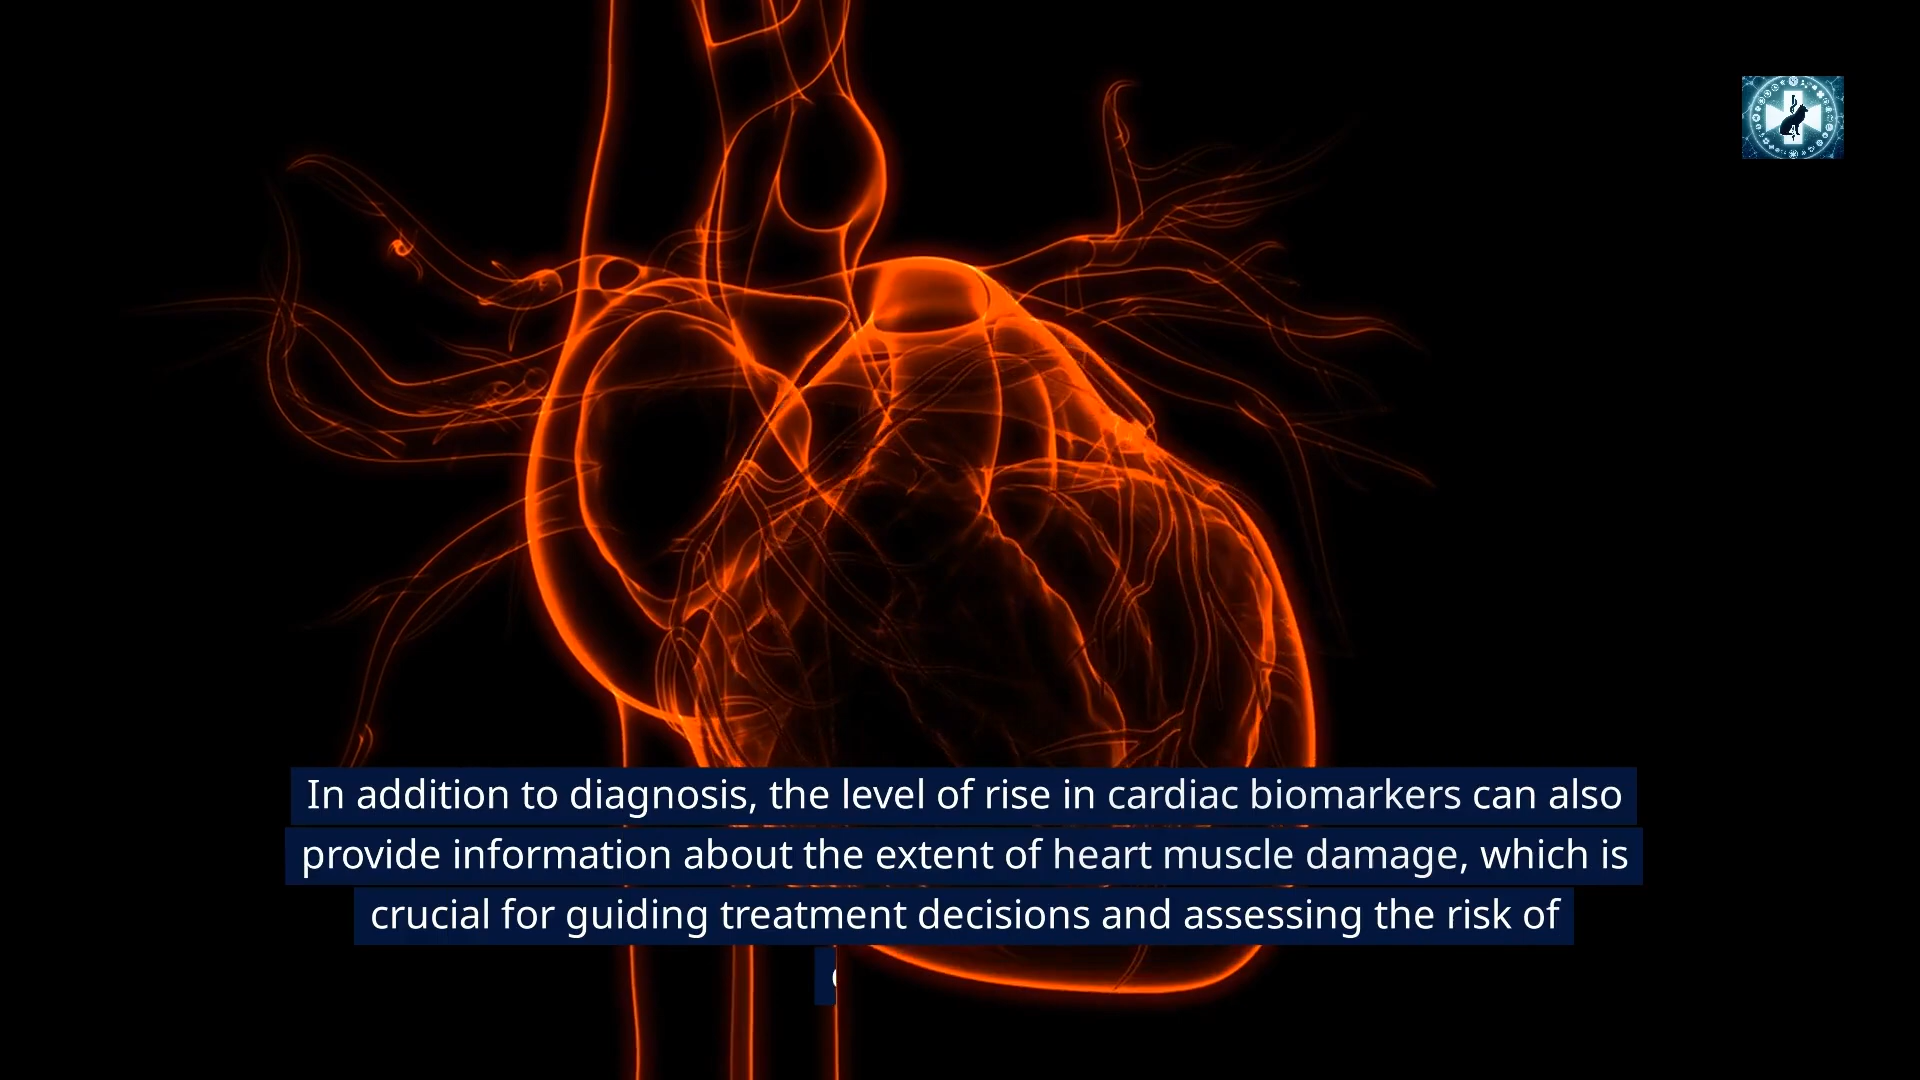 In addition to diagnosis, the level of rise in cardiac biomarkers can also
provide information about the extent of heart muscle damage, which is
crucial for guiding treatment decisions and assessing the risk of